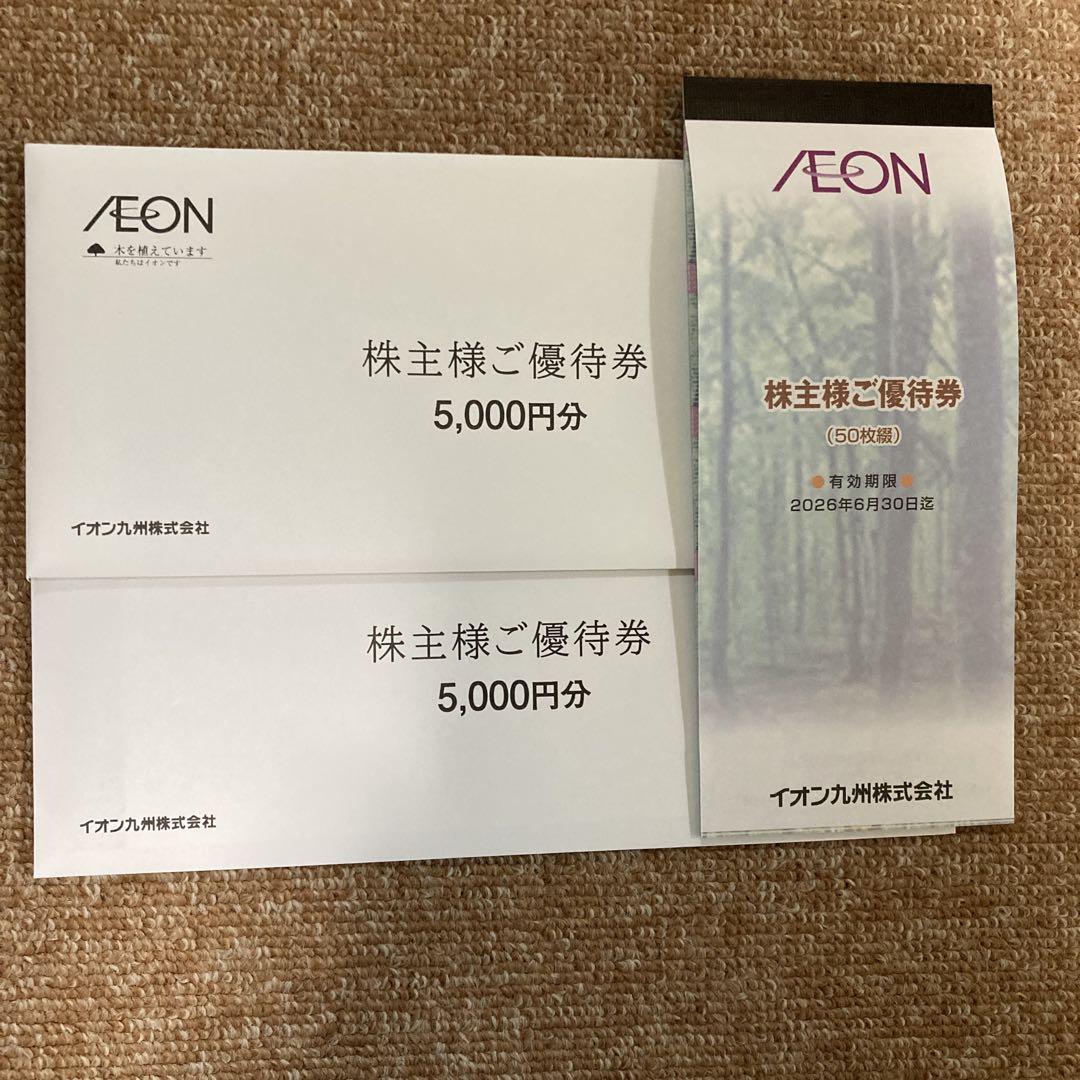 ÆON
木を植えています
私たちはイオンです
株主様ご優待券
5,000円分
イオン九州株式会社
株主様ご優待券
5,000円分
イオン九州株式会社
ÆON
株主様ご優待券
(50枚綴)
●有効期限●
2026年6月30日迄
イオン九州株式会社